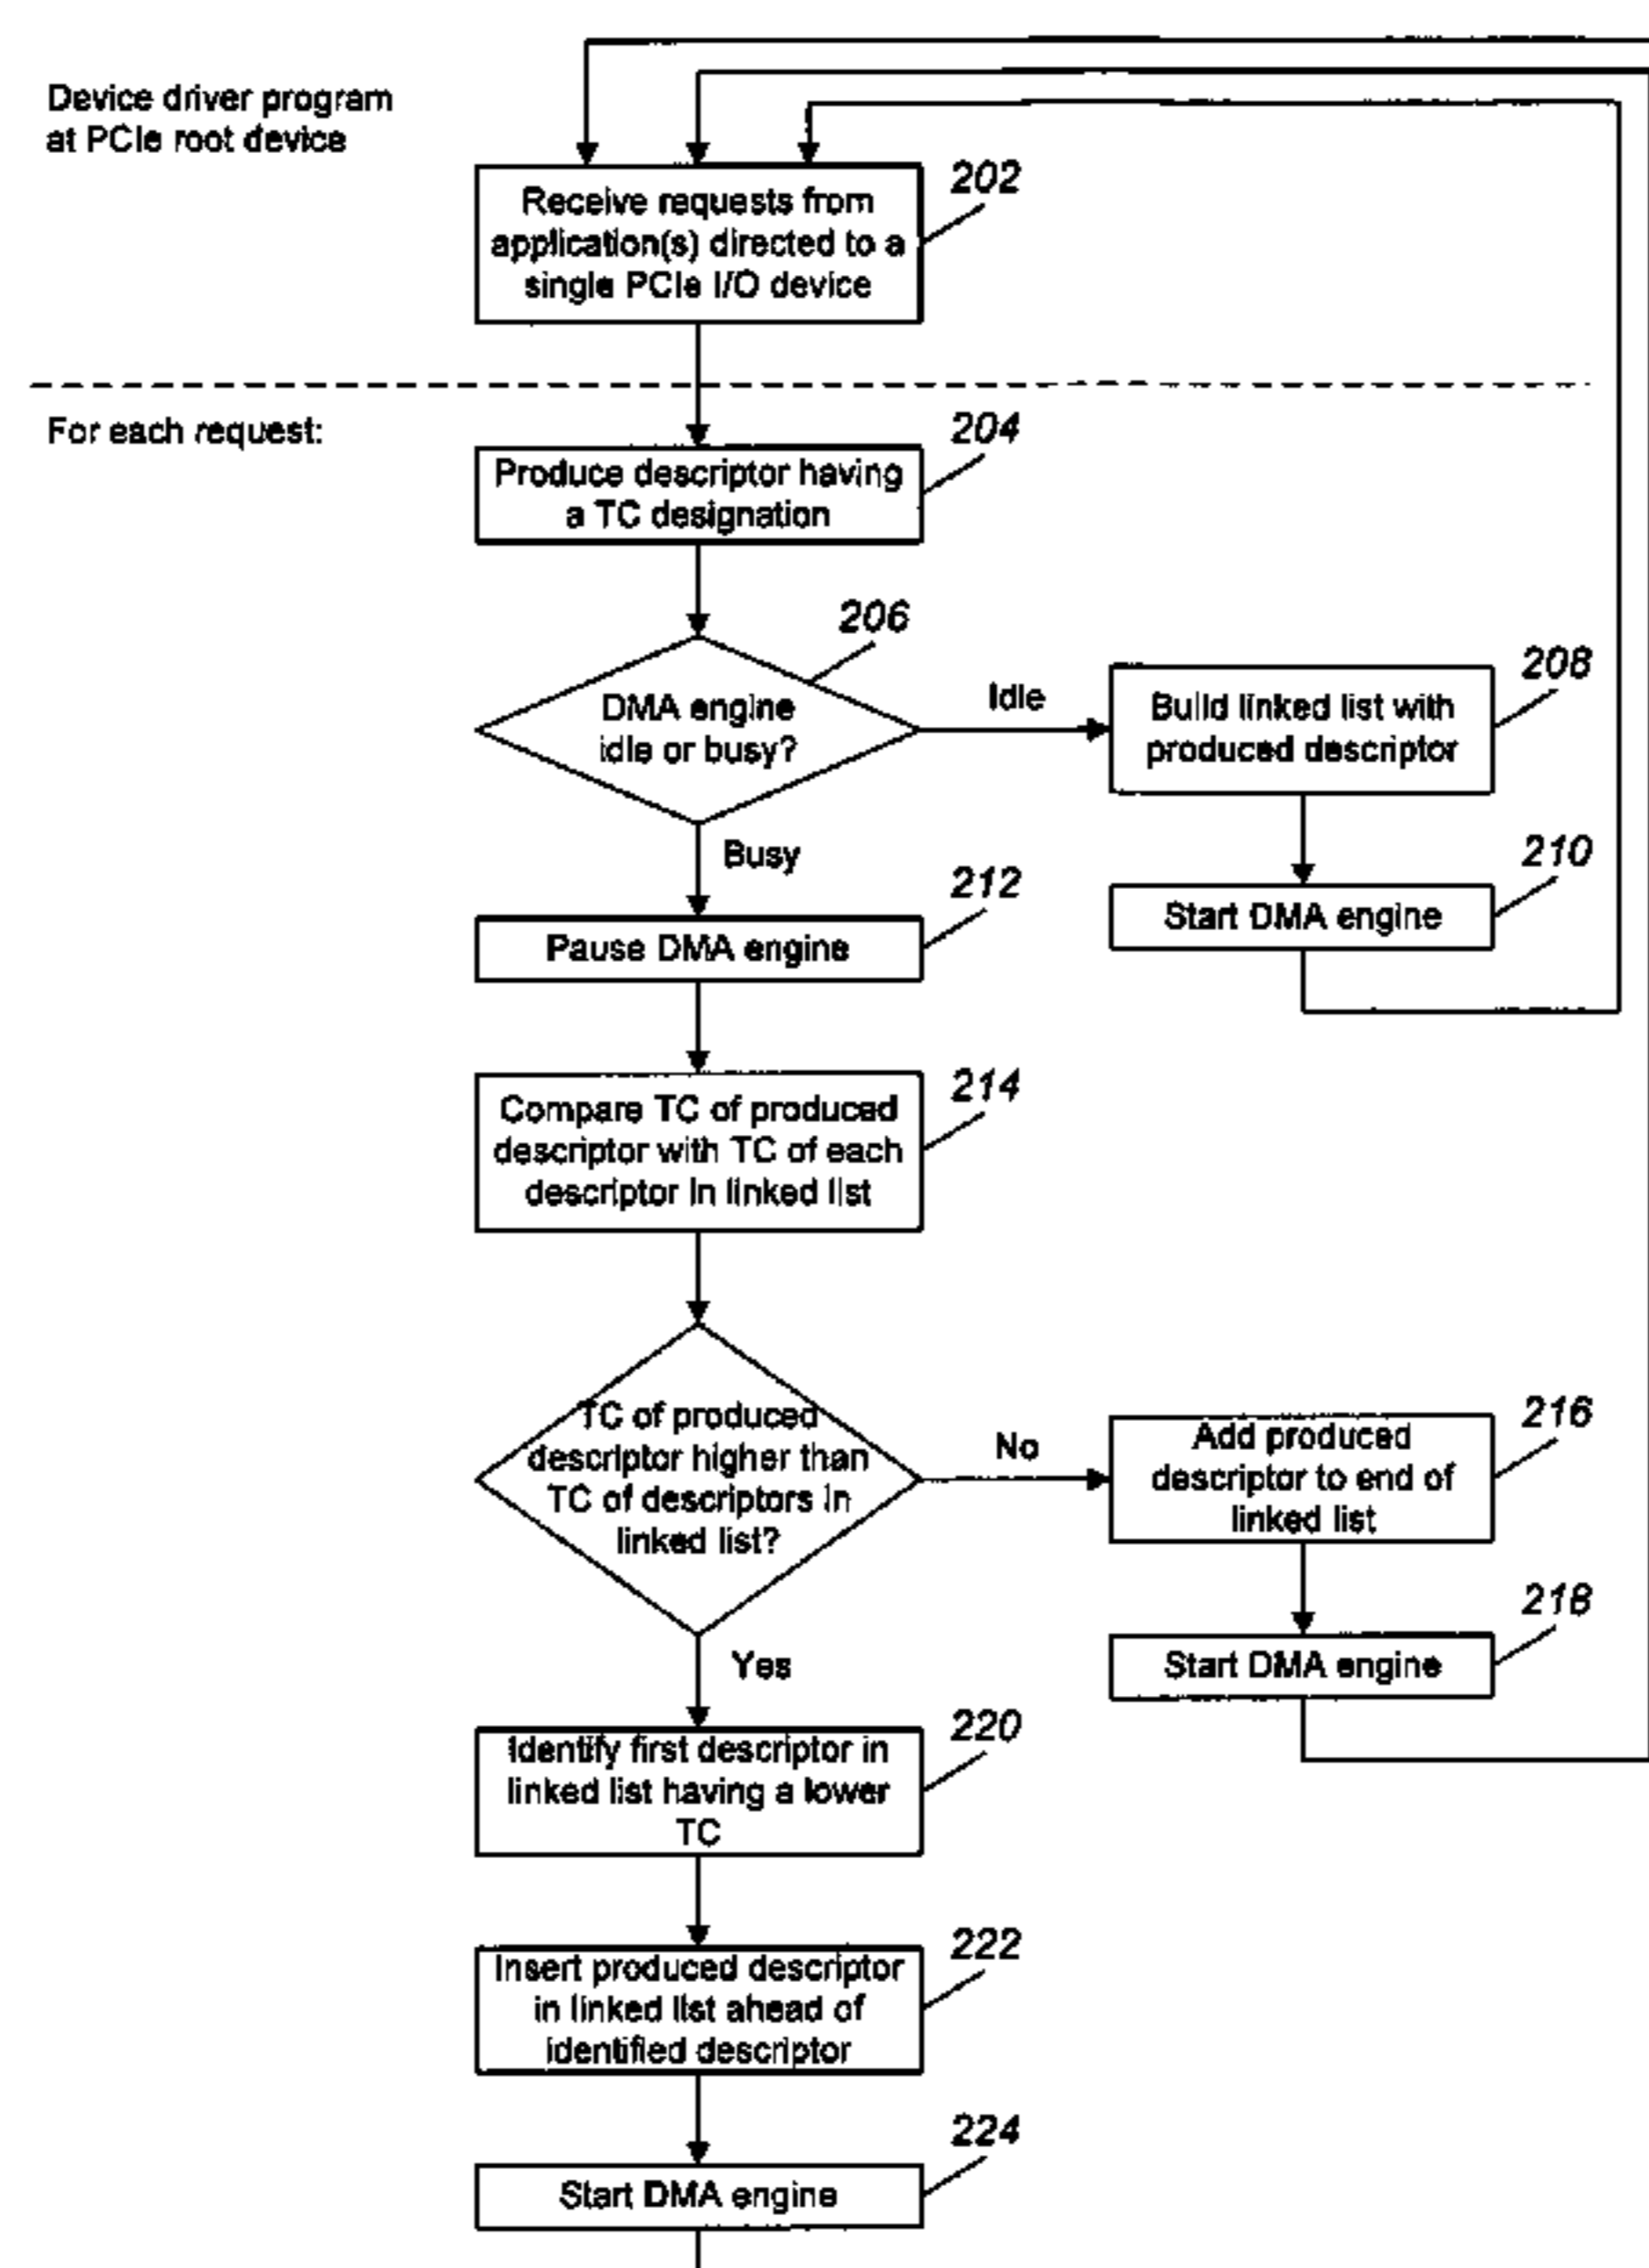 Device driver program
at PCIe root device
202
Receive requests from
application(s) directed to a
single PCIe I/O device
For each request:
204
Produce descriptor having
a TC designation
206
DMA engine
idle or busy?
Idle
208
Build linked list with
produced descriptor
Busy
210
Start DMA engine
212
Pause DMA engine
214
Compare TC of produced
descriptor with TC of each
descriptor in linked list
TC of produced
descriptor higher than
TC of descriptors in
linked list?
No
216
Add produced
descriptor to end of
linked list
218
Start DMA engine
Yes
220
Identify first descriptor in
linked list having a lower
TC
222
Insert produced descriptor
in linked list ahead of
identified descriptor
224
Start DMA engine